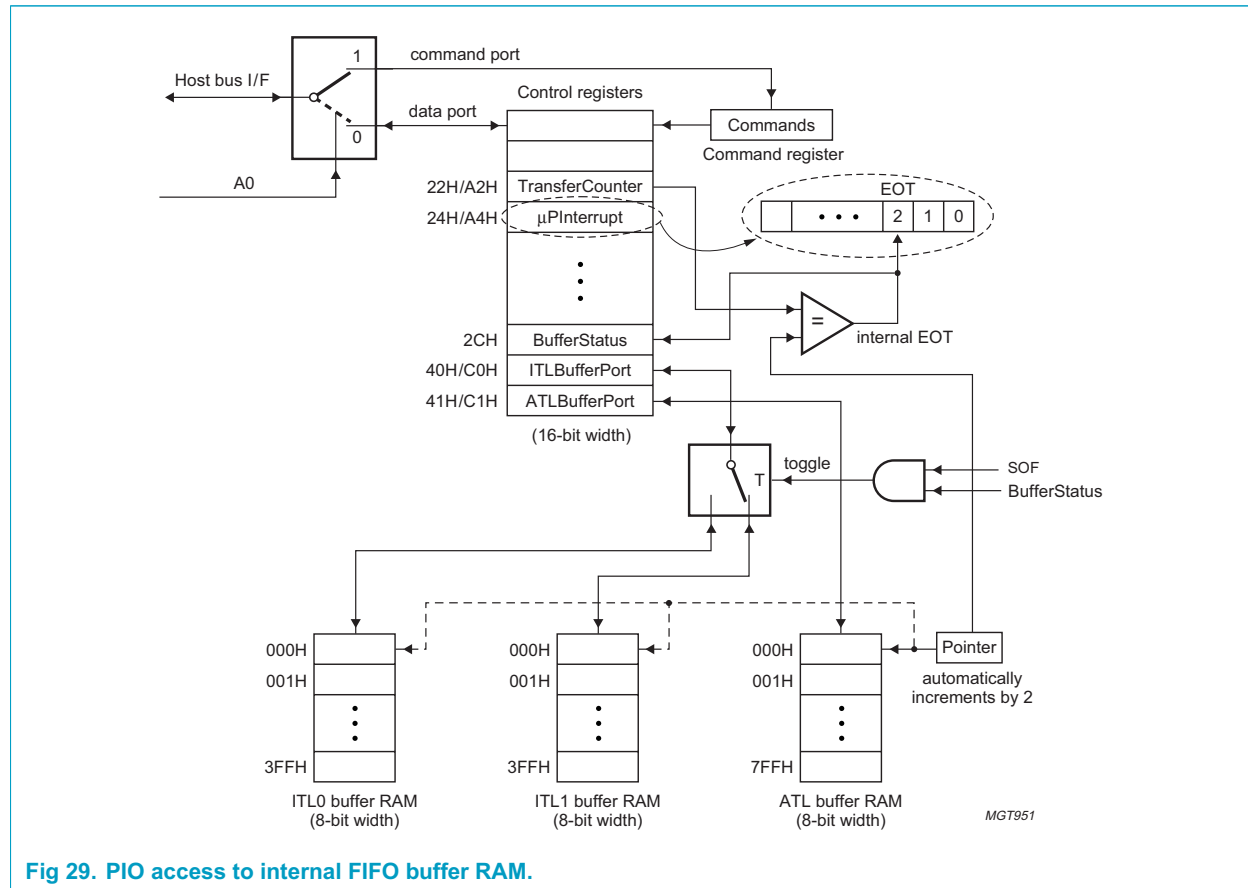 1
command port
Host bus I/F
Control registers
data port
0
Commands
Command register
A0
EOT
22H/A2H TransferCounter
• • • 2 1 0
24H/A4H µPInterrupt
=
internal EOT
2CH BufferStatus
40H/C0H ITLBufferPort
41H/C1H ATLBufferPort
(16-bit width)
toggle
T
SOF
BufferStatus
000H 000H 000H Pointer
001H 001H 001H automatically
increments by 2
3FFH 3FFH 7FFH
ITL0 buffer RAM ITL1 buffer RAM ATL buffer RAM
(8-bit width) (8-bit width) (8-bit width)
MGT951
Fig 29. PIO access to internal FIFO buffer RAM.